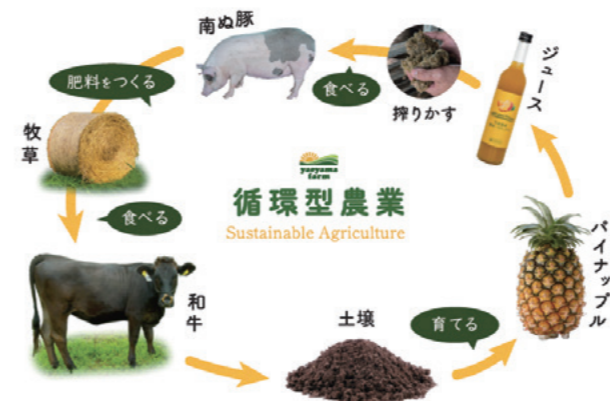 南ぬ豚
ジュース
食べる
搾りかす
肥料をつくる
牧草
yaeyama
farm
循環型農業
Sustainable Agriculture
食べる
パイナップル
和牛
土壌
育てる